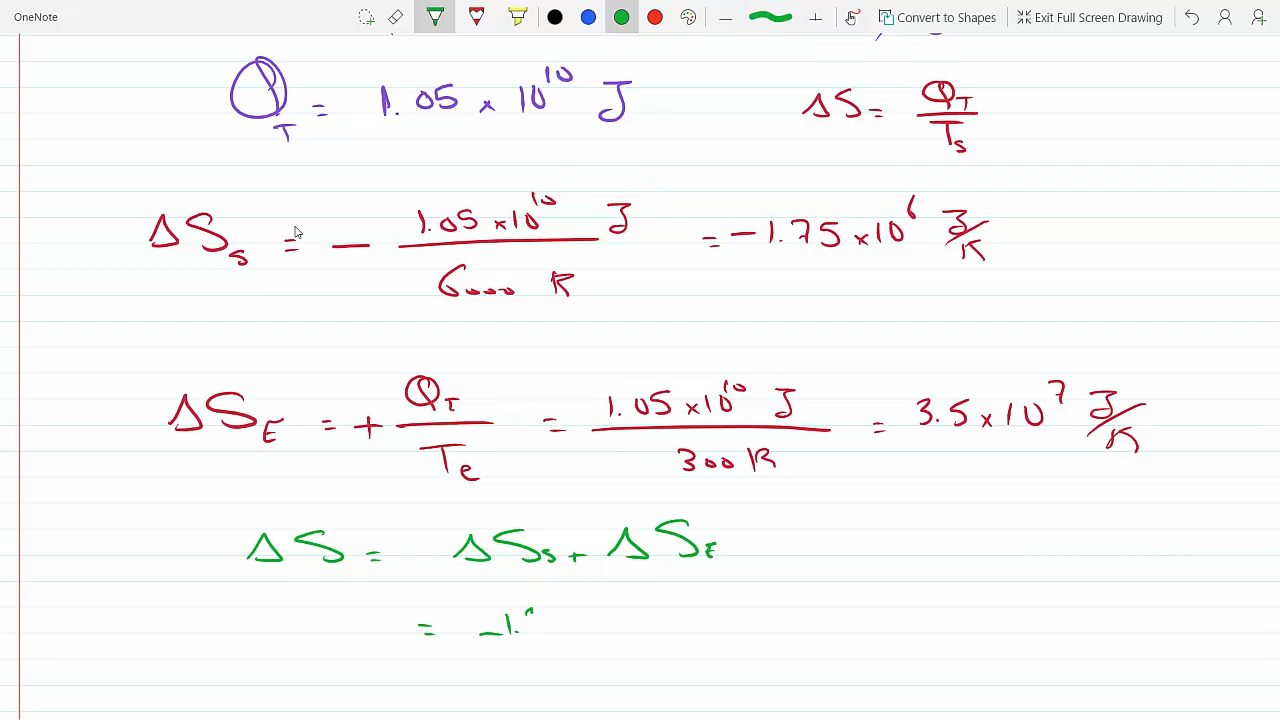 OneNote
Convert to Shapes
Exit Full Screen Drawing
Q_T = 1.05 × 10^10 J
ΔS = Q_T / T_s
ΔS_s = − 1.05 × 10^10 J / 6000 K = −1.75 × 10^6 J/K
ΔS_E = + Q_T / T_e = 1.05 × 10^10 J / 300 K = 3.5 × 10^7 J/K
ΔS = ΔS_s + ΔS_E
= −1.